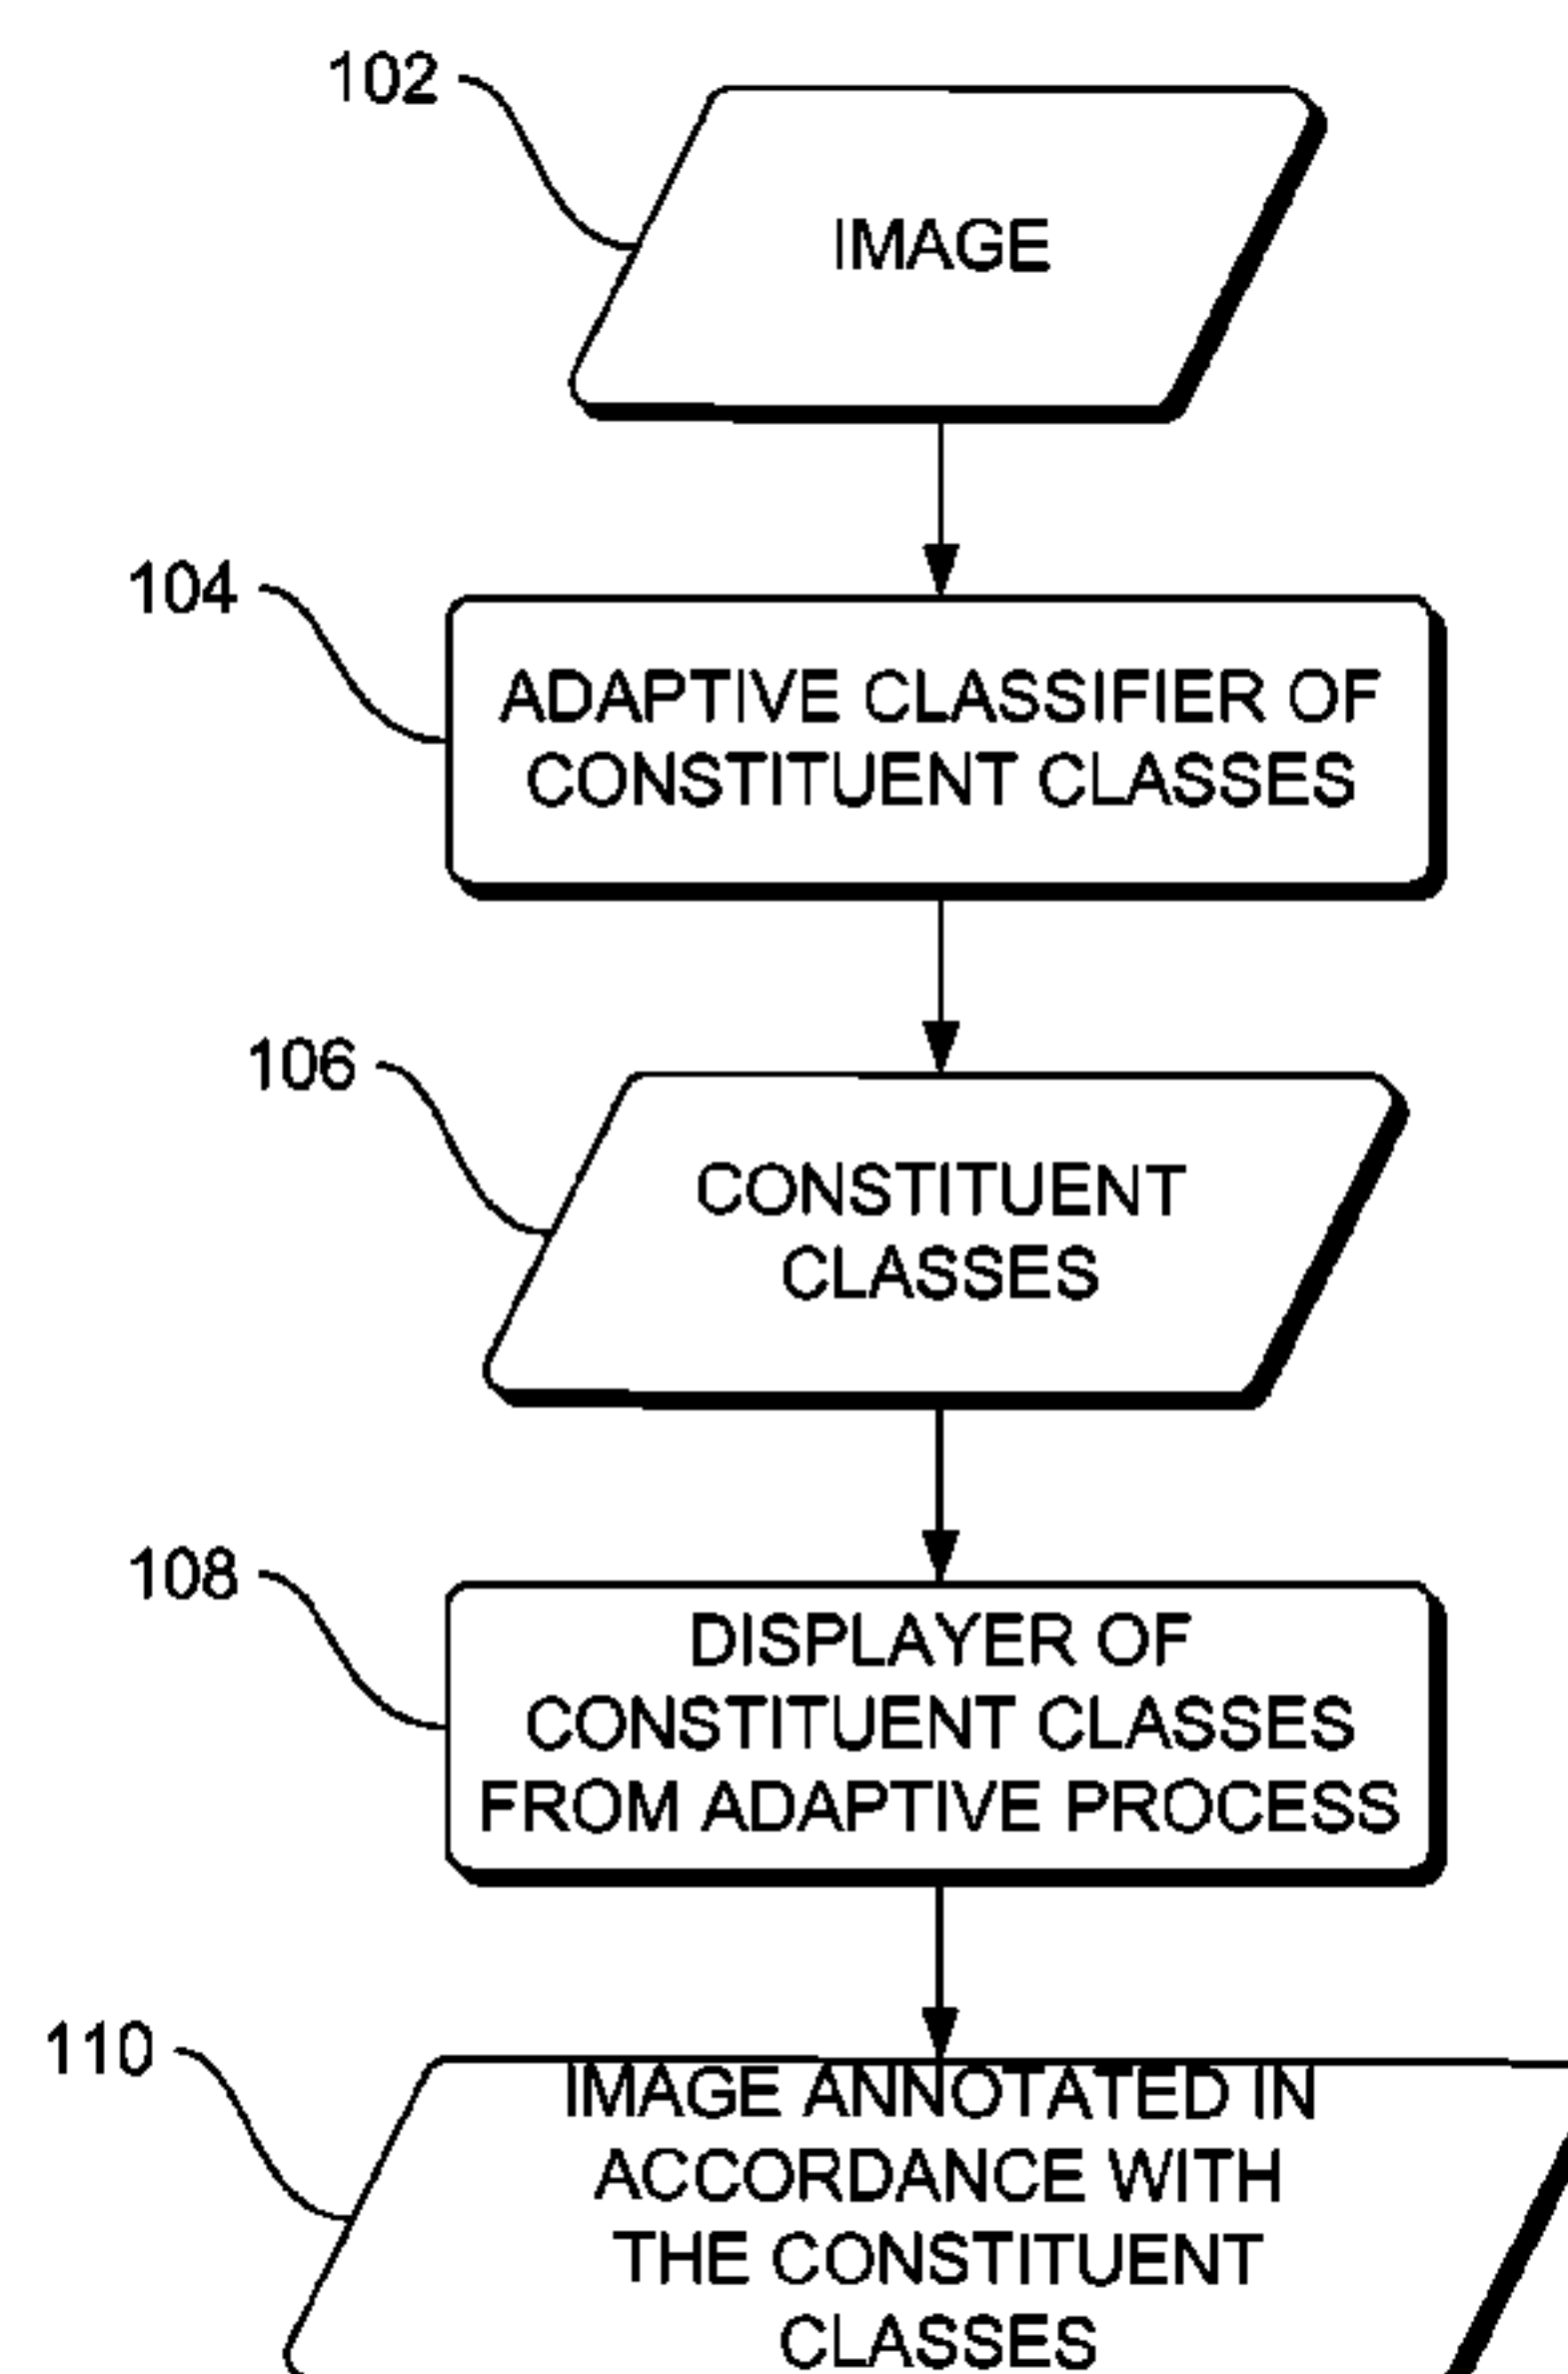 102
IMAGE
104
ADAPTIVE CLASSIFIER OF
CONSTITUENT CLASSES
106
CONSTITUENT
CLASSES
108
DISPLAYER OF
CONSTITUENT CLASSES
FROM ADAPTIVE PROCESS
110
IMAGE ANNOTATED IN
ACCORDANCE WITH
THE CONSTITUENT
CLASSES